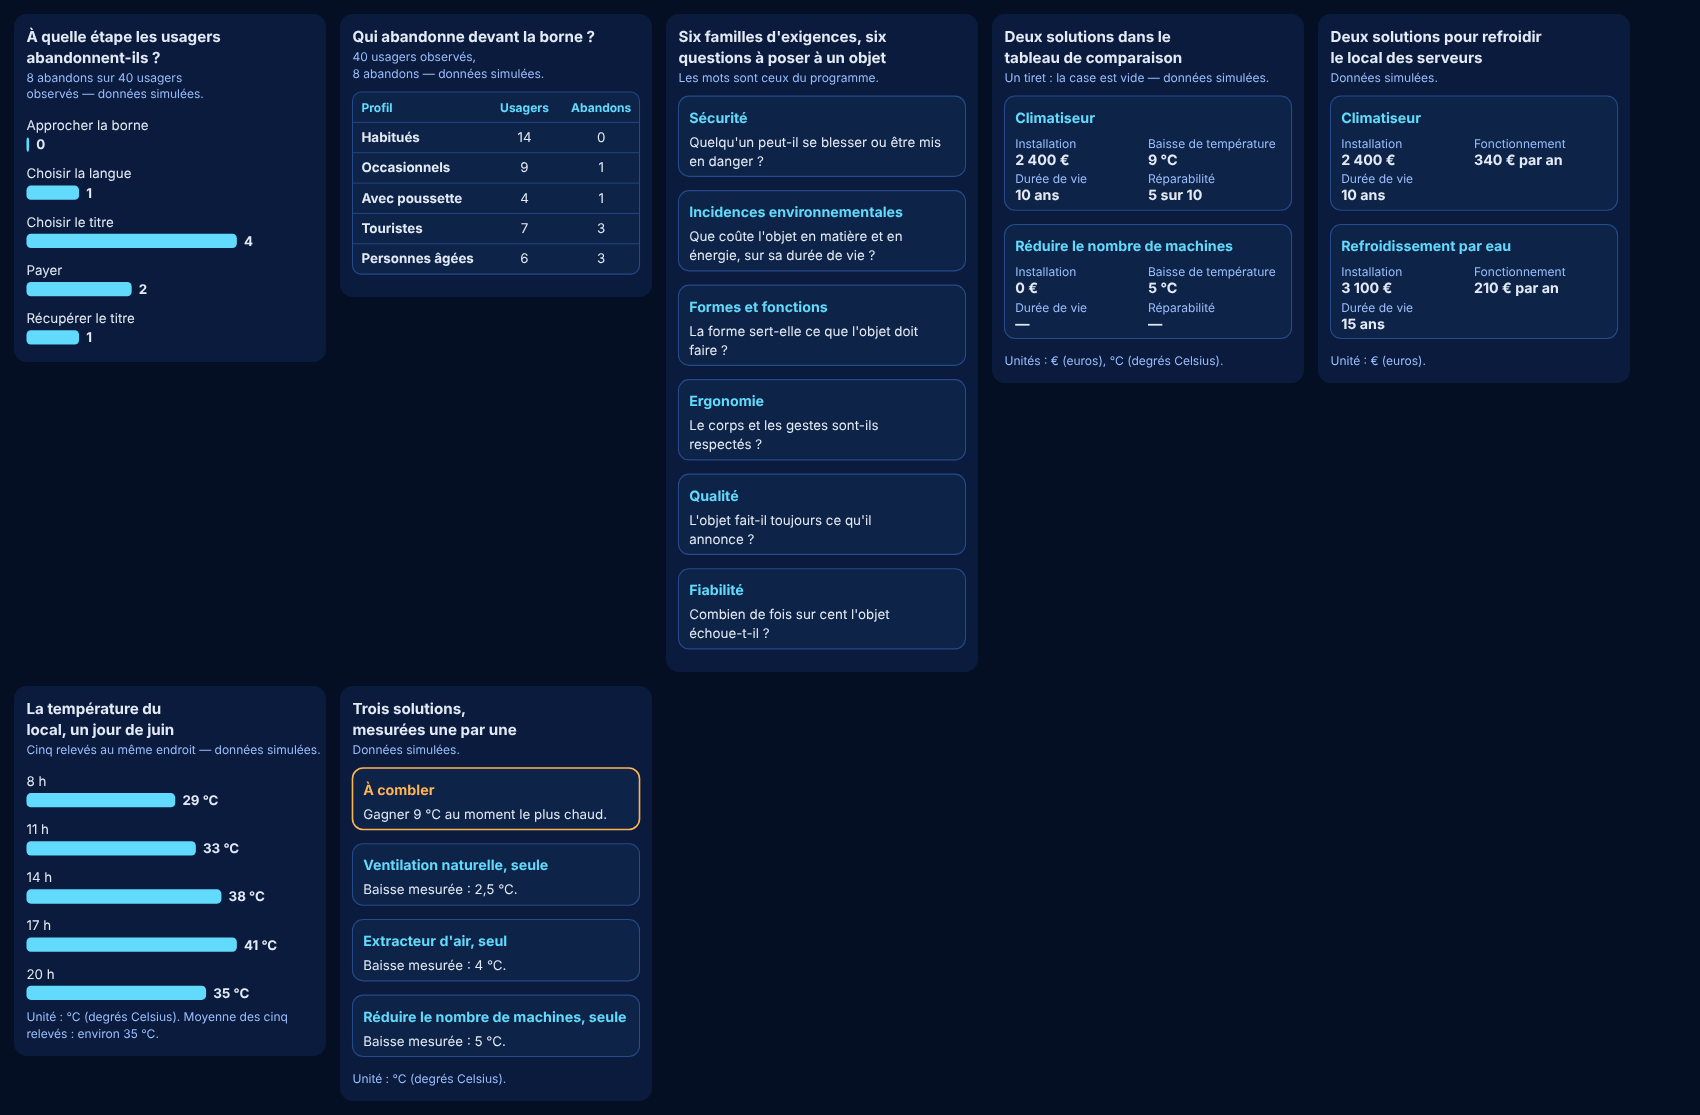 À quelle étape les usagers
abandonnent-ils ?
8 abandons sur 40 usagers
observés — données simulées.
Approcher la borne
0
Choisir la langue
1
Choisir le titre
4
Payer
2
Récupérer le titre
1
Qui abandonne devant la borne ?
40 usagers observés,
8 abandons — données simulées.
Profil Usagers Abandons
Habitués 14 0
Occasionnels 9 1
Avec poussette 4 1
Touristes 7 3
Personnes âgées 6 3
Six familles d'exigences, six
questions à poser à un objet
Les mots sont ceux du programme.
Sécurité
Quelqu'un peut-il se blesser ou être mis
en danger ?
Incidences environnementales
Que coûte l'objet en matière et en
énergie, sur sa durée de vie ?
Formes et fonctions
La forme sert-elle ce que l'objet doit
faire ?
Ergonomie
Le corps et les gestes sont-ils
respectés ?
Qualité
L'objet fait-il toujours ce qu'il
annonce ?
Fiabilité
Combien de fois sur cent l'objet
échoue-t-il ?
Deux solutions dans le
tableau de comparaison
Un tiret : la case est vide — données simulées.
Climatiseur
Installation Baisse de température
2 400 € 9 °C
Durée de vie Réparabilité
10 ans 5 sur 10
Réduire le nombre de machines
Installation Baisse de température
0 € 5 °C
Durée de vie Réparabilité
— —
Unités : € (euros), °C (degrés Celsius).
Deux solutions pour refroidir
le local des serveurs
Données simulées.
Climatiseur
Installation Fonctionnement
2 400 € 340 € par an
Durée de vie
10 ans
Refroidissement par eau
Installation Fonctionnement
3 100 € 210 € par an
Durée de vie
15 ans
Unité : € (euros).
La température du
local, un jour de juin
Cinq relevés au même endroit — données simulées.
8 h
29 °C
11 h
33 °C
14 h
38 °C
17 h
41 °C
20 h
35 °C
Unité : °C (degrés Celsius). Moyenne des cinq
relevés : environ 35 °C.
Trois solutions,
mesurées une par une
Données simulées.
À combler
Gagner 9 °C au moment le plus chaud.
Ventilation naturelle, seule
Baisse mesurée : 2,5 °C.
Extracteur d'air, seul
Baisse mesurée : 4 °C.
Réduire le nombre de machines, seule
Baisse mesurée : 5 °C.
Unité : °C (degrés Celsius).